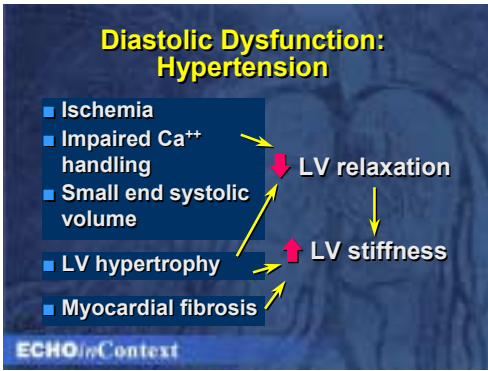 Diastolic Dysfunction:
Hypertension
■ Ischemia
■ Impaired Ca++
handling
■ Small end systolic
volume
LV relaxation
■ LV hypertrophy
LV stiffness
■ Myocardial fibrosis
ECHOinContext